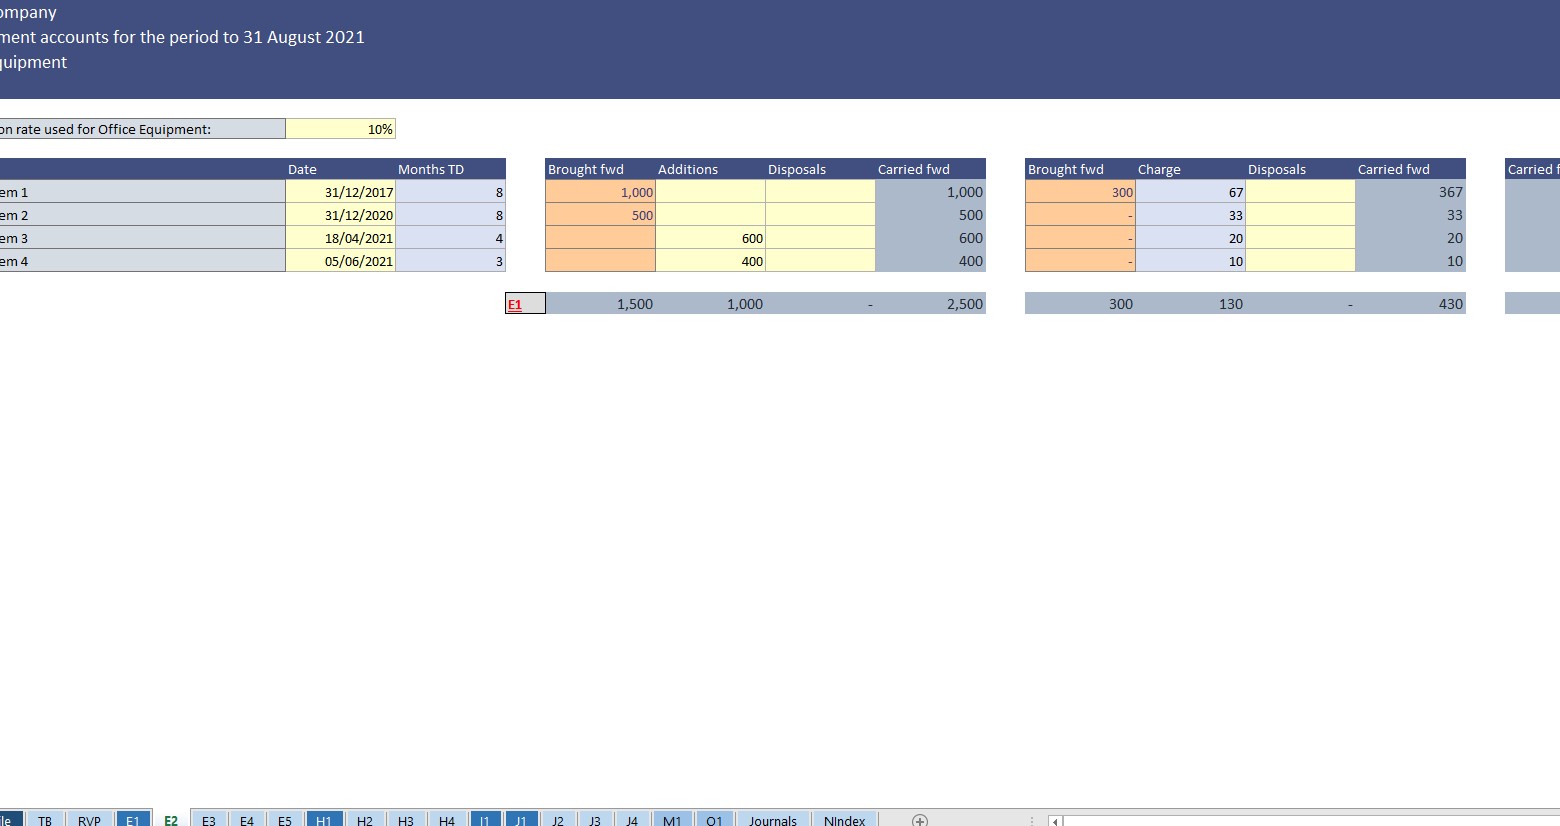 ompany
ment accounts for the period to 31 August 2021
quipment
on rate used for Office Equipment: 10%
Date Months TD Brought fwd Additions Disposals Carried fwd Brought fwd Charge Disposals Carried fwd Carried f
em 1 31/12/2017 8 1,000 1,000 300 67 367
em 2 31/12/2020 8 500 500 - 33 33
em 3 18/04/2021 4 600 600 - 20 20
em 4 05/06/2021 3 400 400 - 10 10
E1 1,500 1,000 - 2,500 300 130 - 430
le TB RVP E1 E2 E3 E4 E5 H1 H2 H3 H4 I1 J1 J2 J3 J4 M1 O1 Journals NIndex